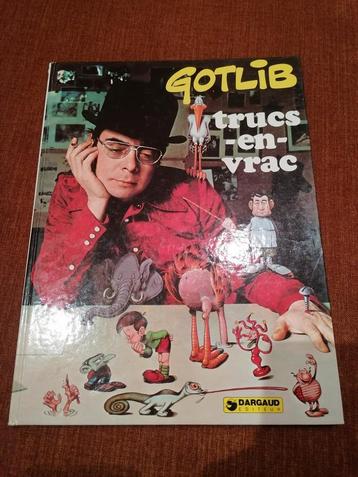 GOTLIB
trucs
-en-
vrac
DARGAUD
EDITEUR